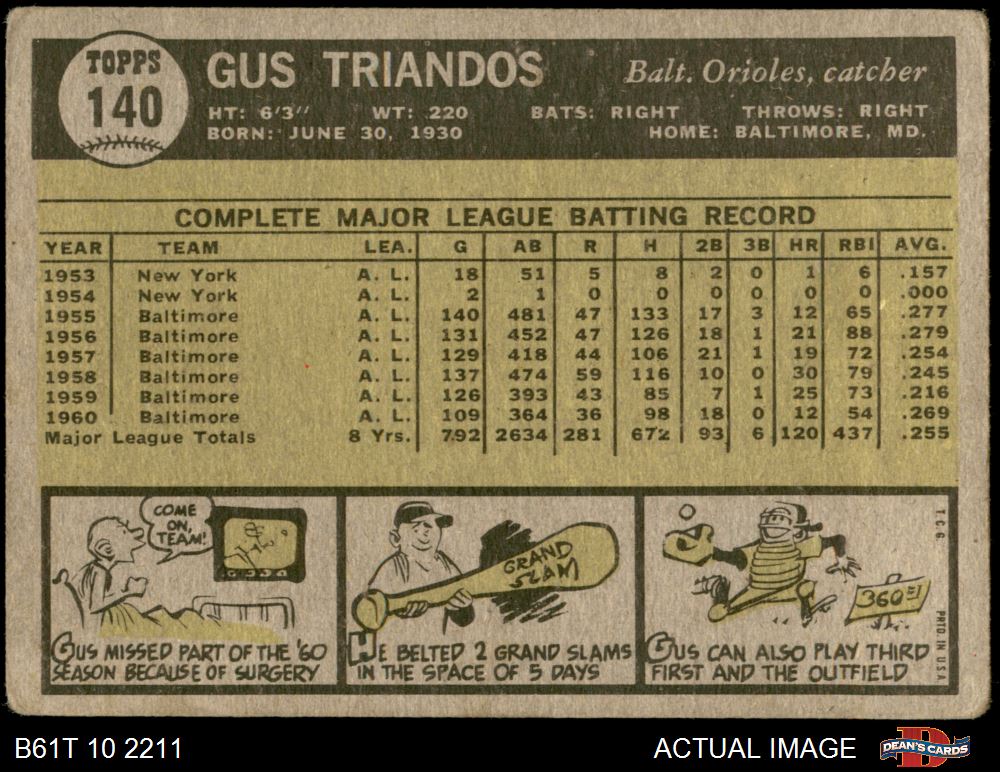 TOPPS
140
GUS TRIANDOS
Balt. Orioles, catcher
HT: 6'3" WT: 220 BATS: RIGHT THROWS: RIGHT
BORN: JUNE 30, 1930 HOME: BALTIMORE, MD.
COMPLETE MAJOR LEAGUE BATTING RECORD
YEAR TEAM LEA. G AB R H 2B 3B HR RBI AVG.
1953 New York A. L. 18 51 5 8 2 0 1 6 .157
1954 New York A. L. 2 1 0 0 0 0 0 0 .000
1955 Baltimore A. L. 140 481 47 133 17 3 12 65 .277
1956 Baltimore A. L. 131 452 47 126 18 1 21 88 .279
1957 Baltimore A. L. 129 418 44 106 21 1 19 72 .254
1958 Baltimore A. L. 137 474 59 116 10 0 30 79 .245
1959 Baltimore A. L. 126 393 43 85 7 1 25 73 .216
1960 Baltimore A. L. 109 364 36 98 18 0 12 54 .269
Major League Totals 8 Yrs. 792 2634 281 672 93 6 120 437 .255
COME
ON,
TEAM!
GUS MISSED PART OF THE '60
SEASON BECAUSE OF SURGERY
GRAND
SLAM
HE BELTED 2 GRAND SLAMS
IN THE SPACE OF 5 DAYS
360 FT
GUS CAN ALSO PLAY THIRD
FIRST AND THE OUTFIELD
T.C.G.
PRTD. IN U.S.A.
B61T 10 2211
ACTUAL IMAGE
DEAN'S CARDS